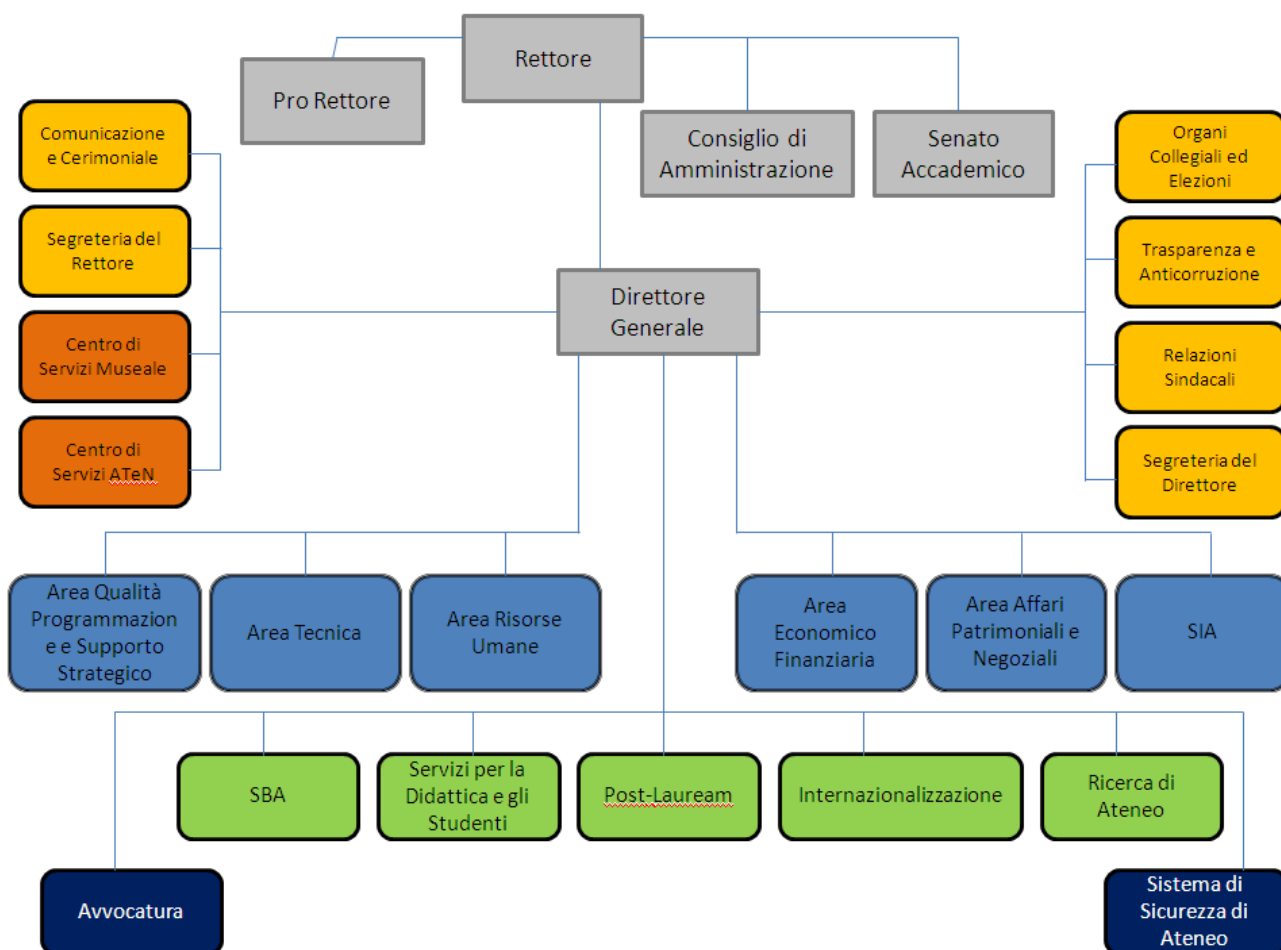 Rettore
Pro Rettore
Consiglio di
Amministrazione
Senato
Accademico
Comunicazione
e Cerimoniale
Segreteria del
Rettore
Centro di
Servizi Museale
Centro di
Servizi ATeN
Organi
Collegiali ed
Elezioni
Trasparenza e
Anticorruzione
Relazioni
Sindacali
Segreteria del
Direttore
Direttore
Generale
Area Qualità
Programmazion
e e Supporto
Strategico
Area Tecnica
Area Risorse
Umane
Area
Economico
Finanziaria
Area Affari
Patrimoniali e
Negoziali
SIA
SBA
Servizi per la
Didattica e gli
Studenti
Post-Lauream
Internazionalizzazione
Ricerca di
Ateneo
Avvocatura
Sistema di
Sicurezza di
Ateneo